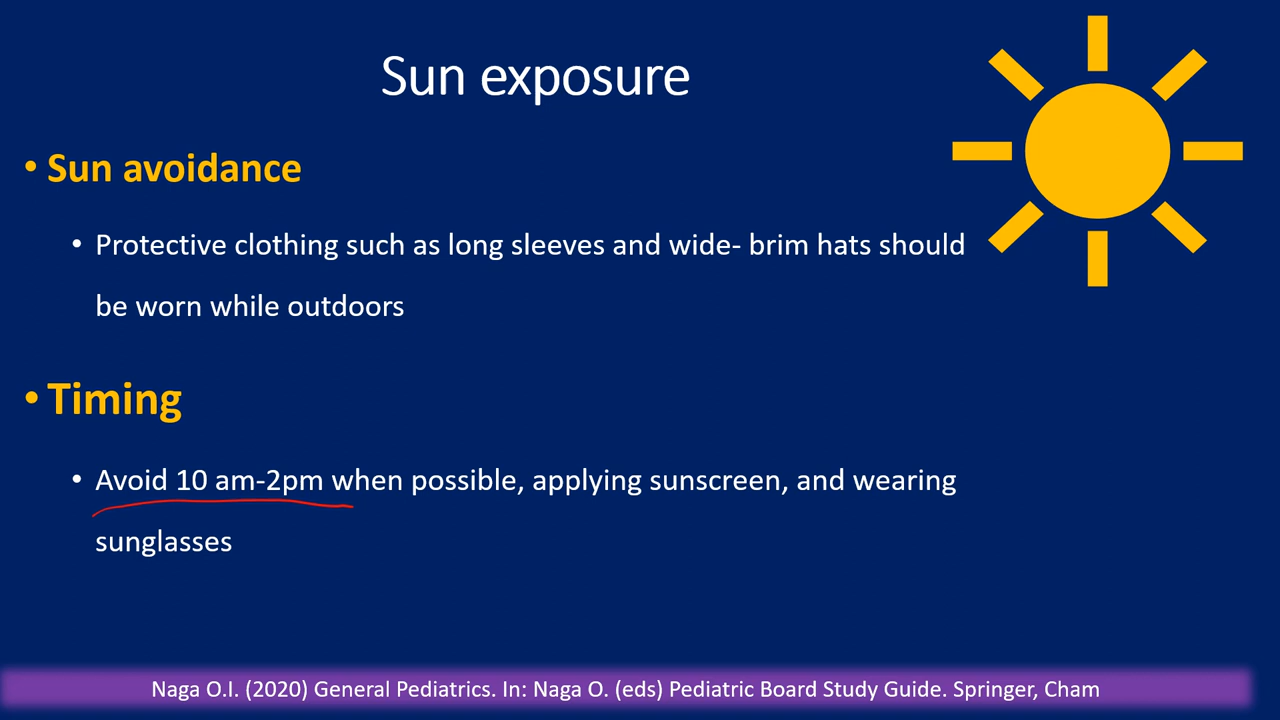 Sun exposure
• Sun avoidance
• Protective clothing such as long sleeves and wide- brim hats should
be worn while outdoors
• Timing
• Avoid 10 am-2pm when possible, applying sunscreen, and wearing
sunglasses
Naga O.I. (2020) General Pediatrics. In: Naga O. (eds) Pediatric Board Study Guide. Springer, Cham